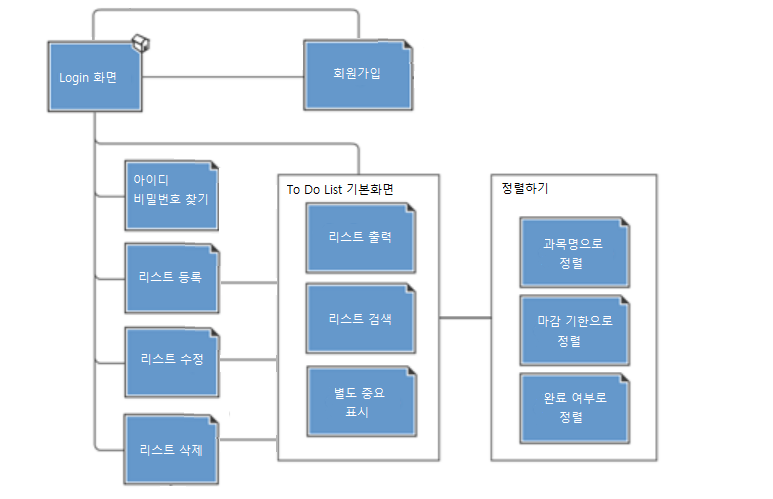 Login 화면
회원가입
아이디
비밀번호 찾기
리스트 등록
리스트 수정
리스트 삭제
To Do List 기본화면
리스트 출력
리스트 검색
별도 중요
표시
정렬하기
과목명으로
정렬
마감 기한으로
정렬
완료 여부로
정렬